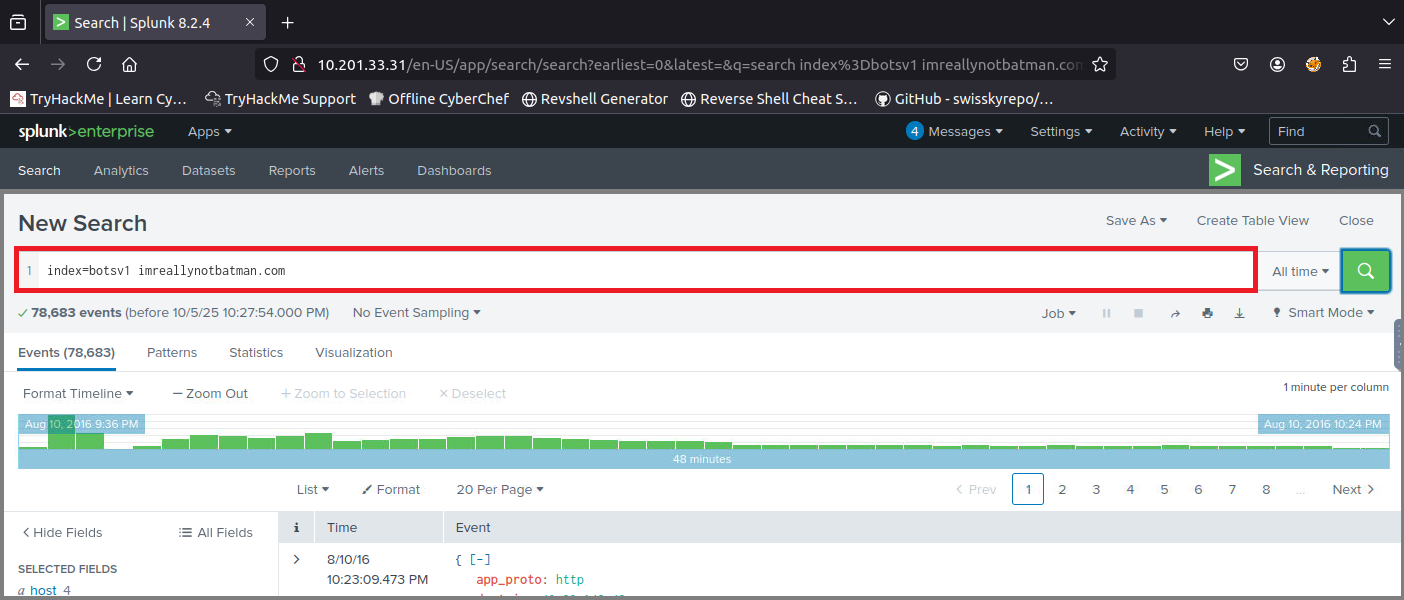 Search | Splunk 8.2.4
10.201.33.31/en-US/app/search/search?earliest=0&latest=&q=search index%3Dbotsv1 imreallynotbatman.com
TryHackMe | Learn Cy… TryHackMe Support Offline CyberChef Revshell Generator Reverse Shell Cheat S… GitHub - swisskyrepo/…
splunk>enterprise Apps 4 Messages Settings Activity Help Find
Search Analytics Datasets Reports Alerts Dashboards Search & Reporting
New Search Save As Create Table View Close
1 index=botsv1 imreallynotbatman.com All time
78,683 events (before 10/5/25 10:27:54.000 PM) No Event Sampling Job Smart Mode
Events (78,683) Patterns Statistics Visualization
Format Timeline — Zoom Out + Zoom to Selection × Deselect 1 minute per column
Aug 10, 2016 9:36 PM Aug 10, 2016 10:24 PM
48 minutes
List Format 20 Per Page < Prev 1 2 3 4 5 6 7 8 ... Next >
< Hide Fields All Fields i Time Event
SELECTED FIELDS
a host 4
> 8/10/16 { [-]
10:23:09.473 PM app_proto: http